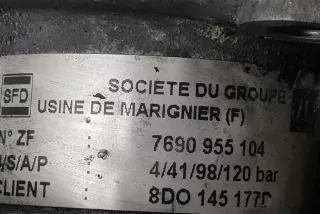 SOCIETE DU GROUPE
SFD
USINE DE MARIGNIER (F)
N° ZF 7690 955 104
I/S/A/P 4/41/98/120 bar
CLIENT 8DO 145 177D